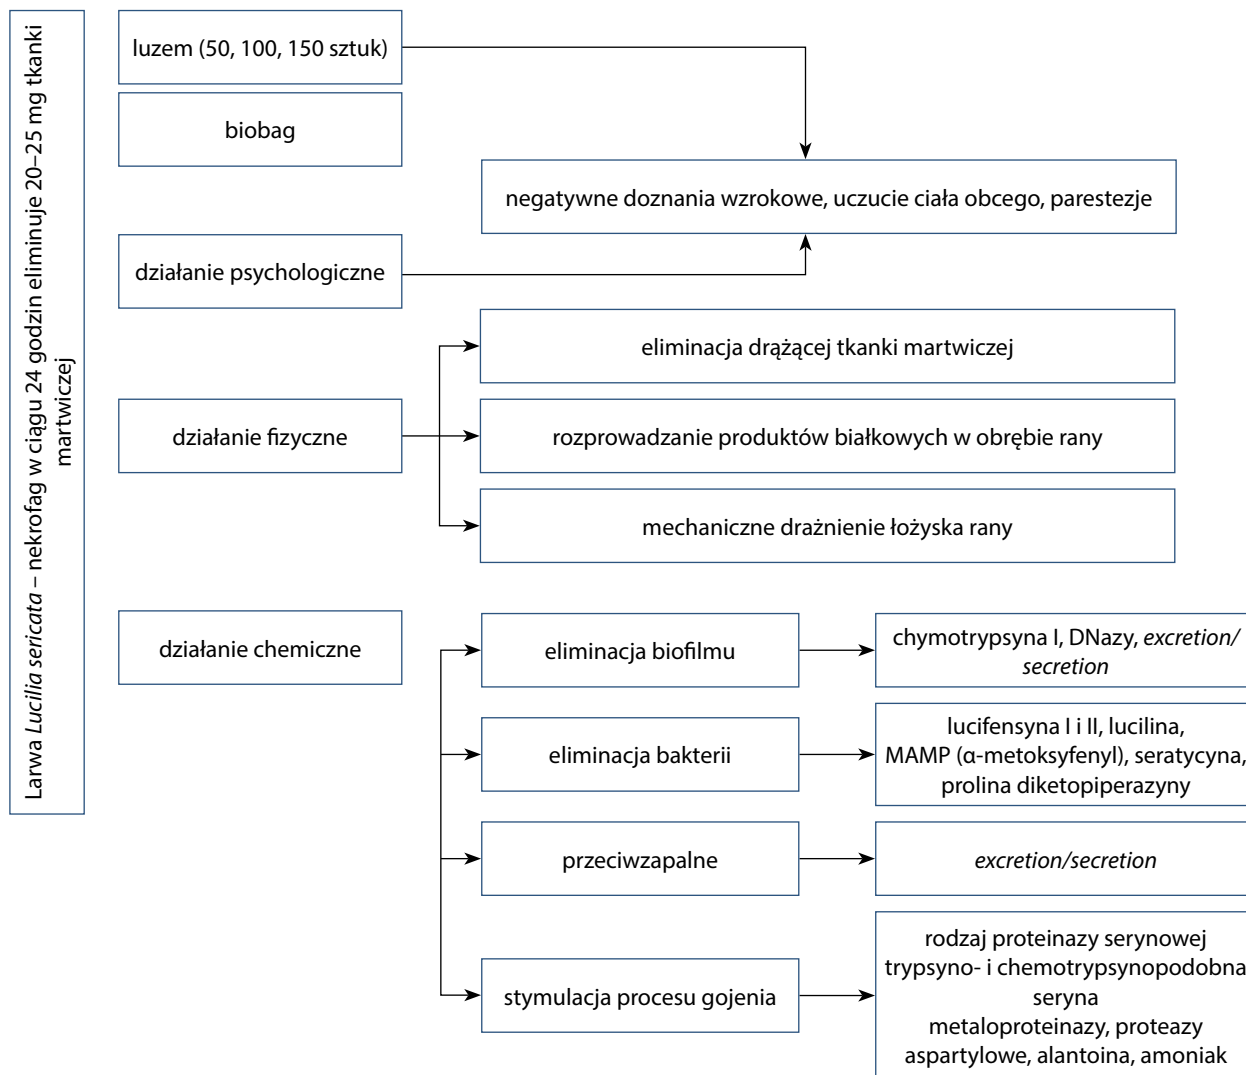 Larwa Lucilia sericata – nekrofag w ciągu 24 godzin eliminuje 20–25 mg tkanki
martwiczej
luzem (50, 100, 150 sztuk)
biobag
negatywne doznania wzrokowe, uczucie ciała obcego, parestezje
działanie psychologiczne
eliminacja drążącej tkanki martwiczej
działanie fizyczne
rozprowadzanie produktów białkowych w obrębie rany
mechaniczne drażnienie łożyska rany
działanie chemiczne
eliminacja biofilmu
chymotrypsyna I, DNazy, excretion/
secretion
eliminacja bakterii
lucifensyna I i II, lucilina,
MAMP (α-metoksyfenyl), seratycyna,
prolina diketopiperazyny
przeciwzapalne
excretion/secretion
stymulacja procesu gojenia
rodzaj proteinazy serynowej
trypsyno- i chemotrypsynopodobna
seryna
metaloproteinazy, proteazy
aspartylowe, alantoina, amoniak